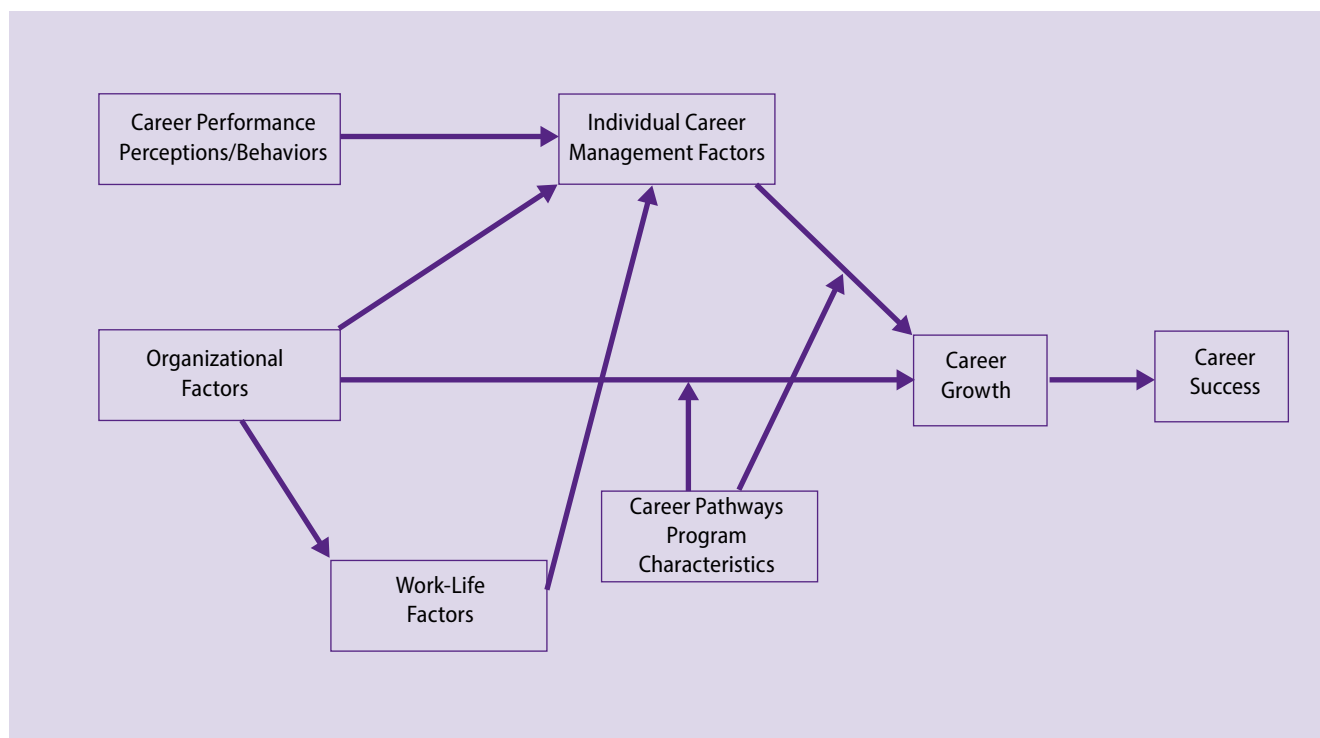 Career Performance
Perceptions/Behaviors
Individual Career
Management Factors
Organizational
Factors
Career
Growth
Career
Success
Career Pathways
Program
Characteristics
Work-Life
Factors